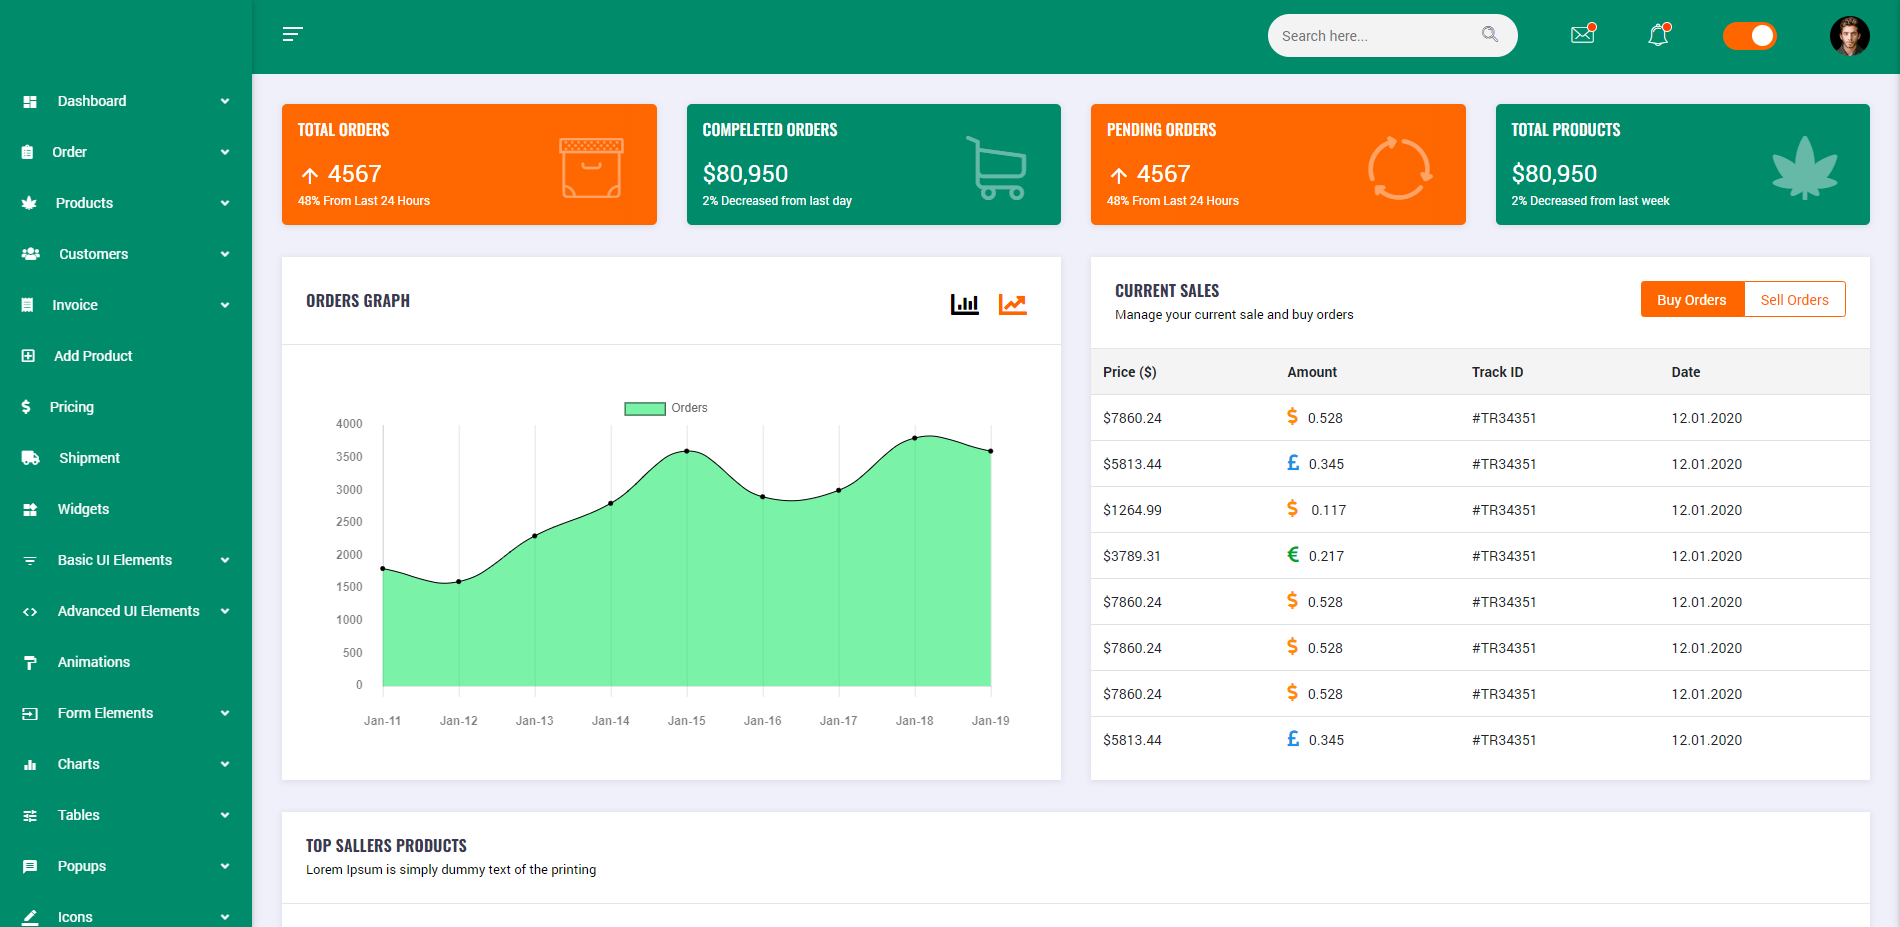 Search here...
Dashboard
Order
Products
Customers
Invoice
Add Product
$ Pricing
Shipment
Widgets
Basic UI Elements
Advanced UI Elements
Animations
Form Elements
Charts
Tables
Popups
Icons
TOTAL ORDERS
4567
48% From Last 24 Hours
COMPELETED ORDERS
$80,950
2% Decreased from last day
PENDING ORDERS
4567
48% From Last 24 Hours
TOTAL PRODUCTS
$80,950
2% Decreased from last week
ORDERS GRAPH
Orders
4000
3500
3000
2500
2000
1500
1000
500
0
Jan-11 Jan-12 Jan-13 Jan-14 Jan-15 Jan-16 Jan-17 Jan-18 Jan-19
CURRENT SALES
Manage your current sale and buy orders
Buy Orders Sell Orders
Price ($) Amount Track ID Date
$7860.24 $ 0.528 #TR34351 12.01.2020
$5813.44 £ 0.345 #TR34351 12.01.2020
$1264.99 $ 0.117 #TR34351 12.01.2020
$3789.31 € 0.217 #TR34351 12.01.2020
$7860.24 $ 0.528 #TR34351 12.01.2020
$7860.24 $ 0.528 #TR34351 12.01.2020
$7860.24 $ 0.528 #TR34351 12.01.2020
$5813.44 £ 0.345 #TR34351 12.01.2020
TOP SALLERS PRODUCTS
Lorem Ipsum is simply dummy text of the printing